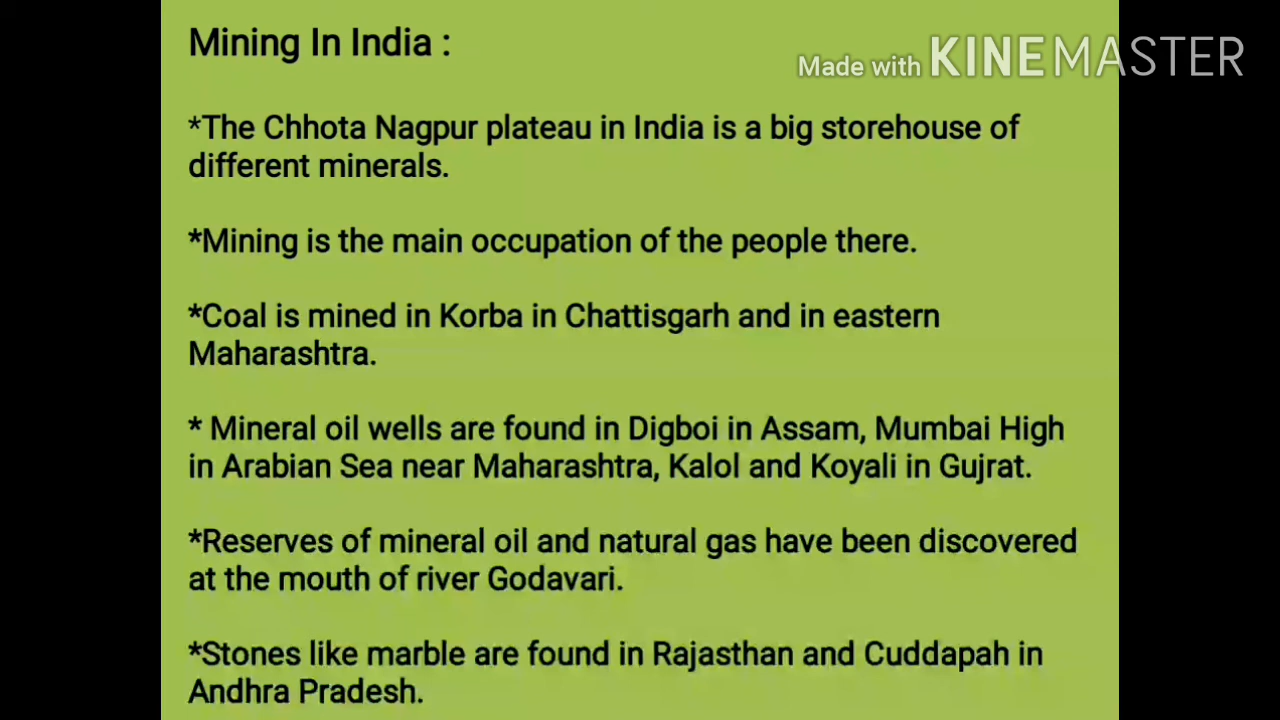 Mining In India :
Made with KINEMASTER
*The Chhota Nagpur plateau in India is a big storehouse of
different minerals.
*Mining is the main occupation of the people there.
*Coal is mined in Korba in Chattisgarh and in eastern
Maharashtra.
* Mineral oil wells are found in Digboi in Assam, Mumbai High
in Arabian Sea near Maharashtra, Kalol and Koyali in Gujrat.
*Reserves of mineral oil and natural gas have been discovered
at the mouth of river Godavari.
*Stones like marble are found in Rajasthan and Cuddapah in
Andhra Pradesh.